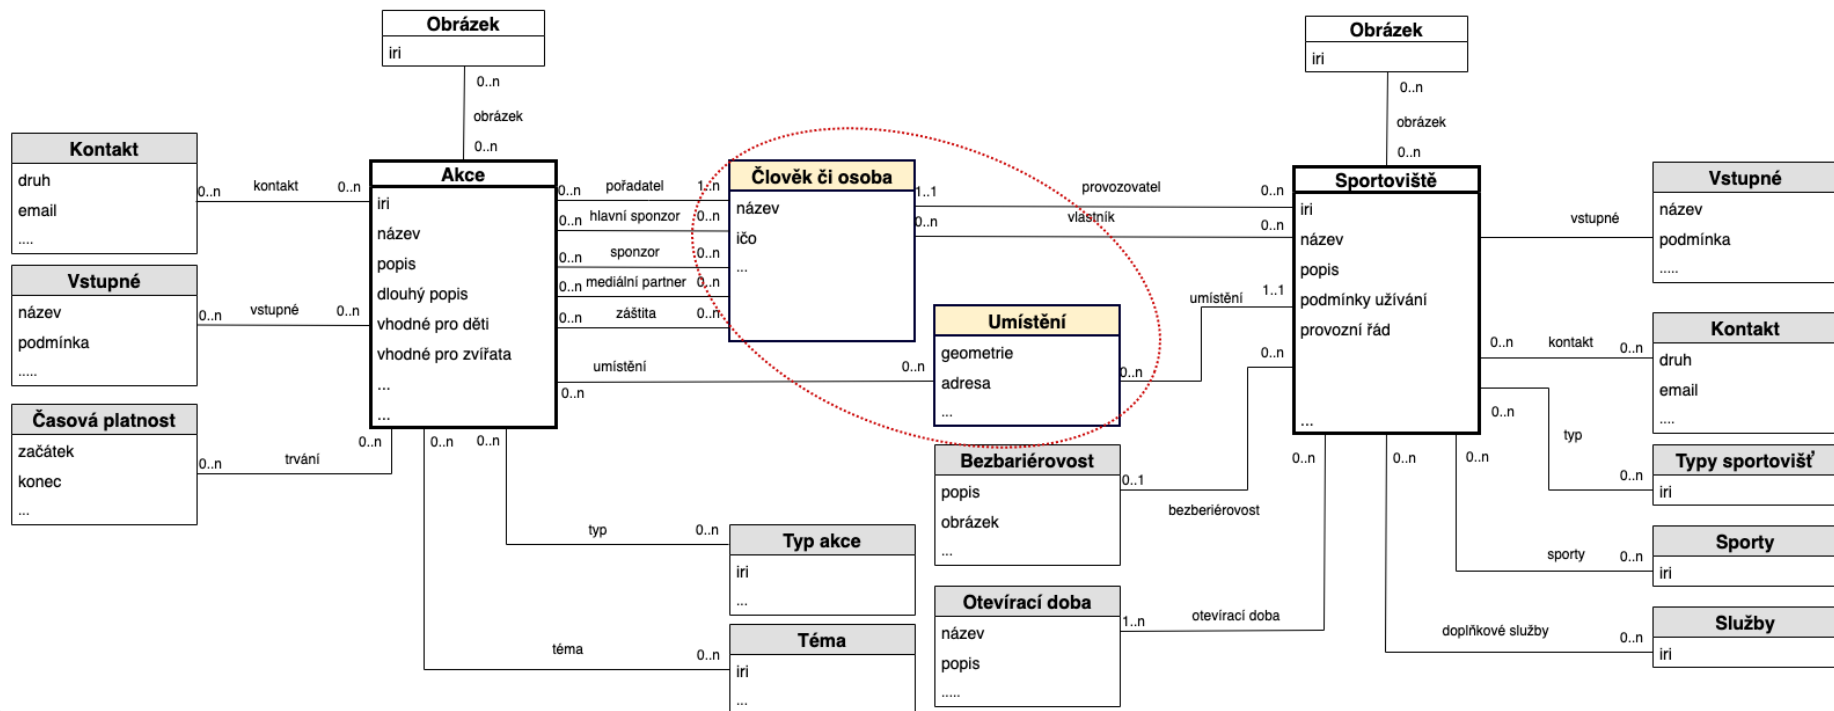 Obrázek
iri
0..n
obrázek
0..n
Obrázek
iri
0..n
obrázek
0..n
Kontakt
druh
email
....
0..n
kontakt
0..n
Vstupné
název
podmínka
.....
0..n
vstupné
0..n
Časová platnost
začátek
konec
...
0..n
trvání
0..n
Akce
iri
název
popis
dlouhý popis
vhodné pro děti
vhodné pro zvířata
...
...
0..n
pořadatel
1..n
0..n
hlavní sponzor
0..n
0..n
sponzor
0..n
0..n
mediální partner
0..n
0..n
záštita
0..n
umístění
0..n
0..n
0..n
0..n
typ
0..n
téma
0..n
Člověk či osoba
název
ičo
...
1..1
provozovatel
0..n
0..n
vlastník
0..n
Umístění
geometrie
adresa
...
0..n
umístění
1..1
Bezbariérovost
popis
obrázek
...
0..1
bezberiérovost
0..n
Otevírací doba
název
popis
.....
1..n
otevírací doba
0..n
Typ akce
iri
...
Téma
iri
...
Sportoviště
iri
název
popis
podmínky užívání
provozní řád
...
vstupné
Vstupné
název
podmínka
.....
0..n
kontakt
0..n
Kontakt
druh
email
....
0..n
typ
0..n
Typy sportovišť
iri
0..n
sporty
0..n
Sporty
iri
0..n
doplňkové služby
0..n
Služby
iri